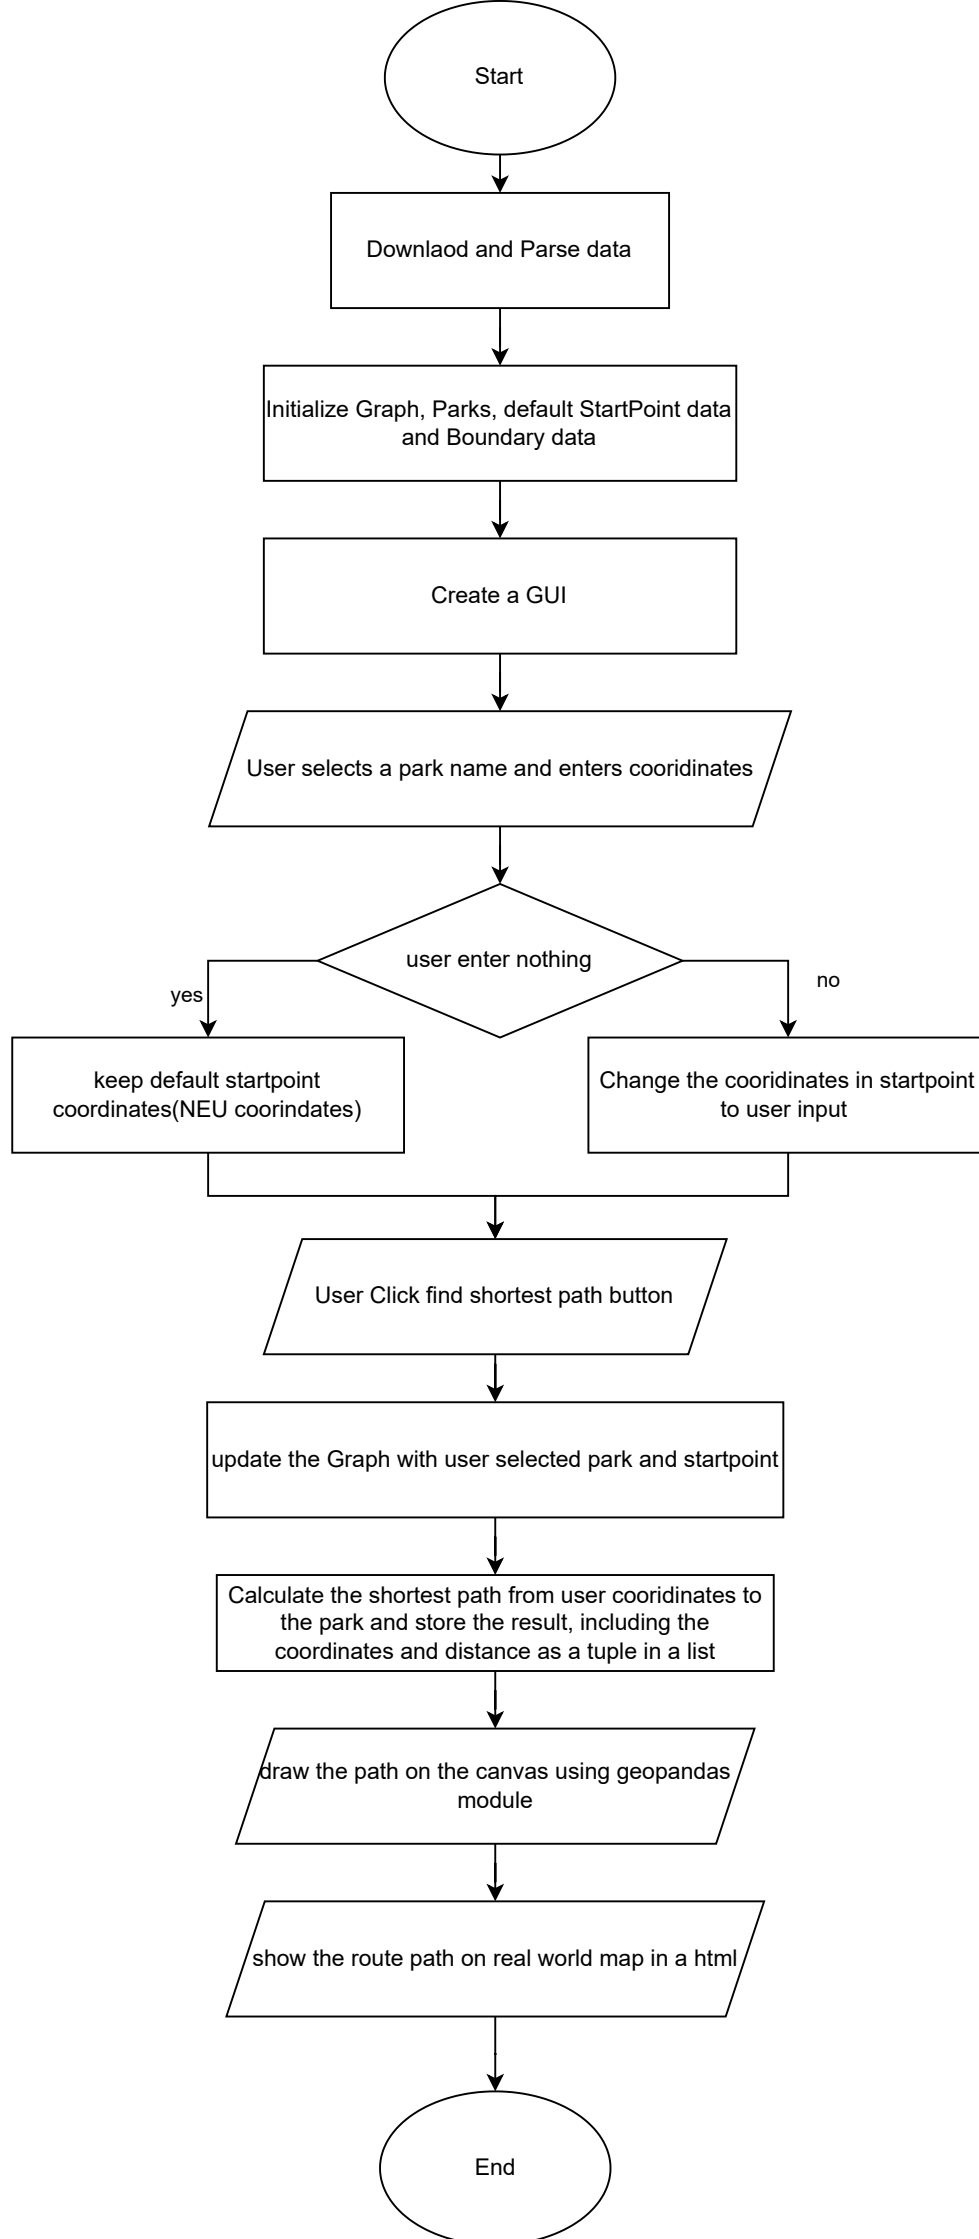 Start
Downlaod and Parse data
Initialize Graph, Parks, default StartPoint data
and Boundary data
Create a GUI
User selects a park name and enters cooridinates
user enter nothing
yes
no
keep default startpoint
coordinates(NEU coorindates)
Change the cooridinates in startpoint
to user input
User Click find shortest path button
update the Graph with user selected park and startpoint
Calculate the shortest path from user cooridinates to
the park and store the result, including the
coordinates and distance as a tuple in a list
draw the path on the canvas using geopandas
module
show the route path on real world map in a html
End